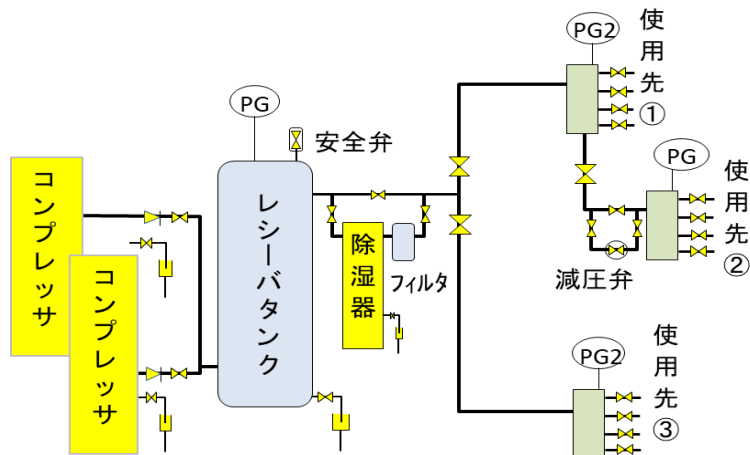 PG2
使用先①
PG
安全弁
PG
使用先②
コンプレッサ
レシーバタンク
除湿器
フィルタ
減圧弁
コンプレッサ
PG2
使用先③